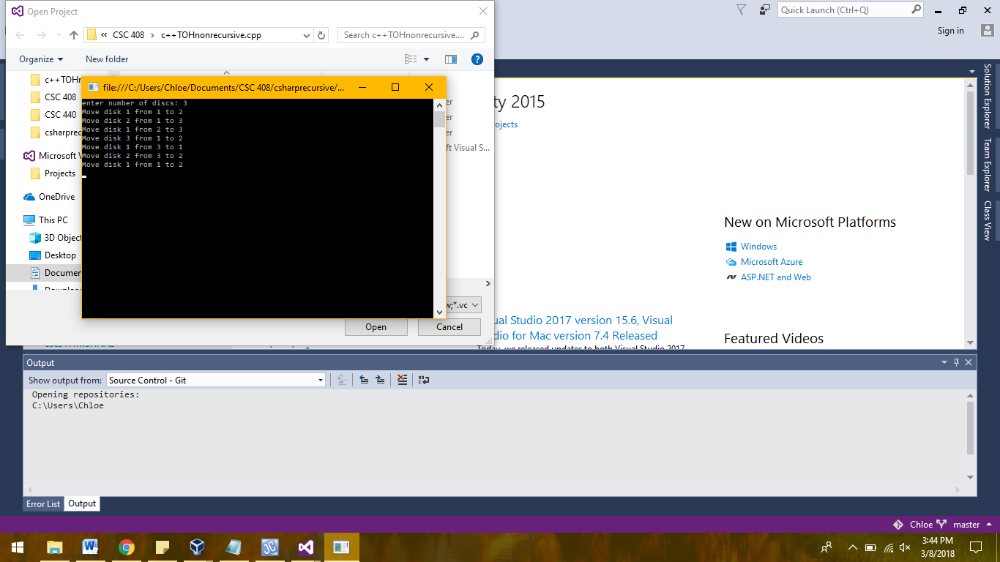 Open Project
Quick Launch (Ctrl+Q)
Sign in
« CSC 408 › c++TOHnonrecursive.cpp
Search c++TOHnonrecursive....
Organize
New folder
c++TOHn
CSC 408
CSC 440
csharprec
Microsoft V
Projects
OneDrive
This PC
3D Object
Desktop
Documen
file:///C:/Users/Chloe/Documents/CSC 408/csharprecursive/...
enter number of discs: 3
Move disk 1 from 1 to 2
Move disk 2 from 1 to 3
Move disk 1 from 2 to 3
Move disk 3 from 1 to 2
Move disk 1 from 3 to 1
Move disk 2 from 3 to 2
Move disk 1 from 1 to 2
er
er
er
ft Visual S...
w;*.vc
Open
Cancel
ty 2015
rojects
New on Microsoft Platforms
Windows
Microsoft Azure
ASP.NET and Web
ual Studio 2017 version 15.6, Visual
dio for Mac version 7.4 Released
Today, we released updates to both Visual Studio 2017
Featured Videos
Solution Explorer
Team Explorer
Class View
Output
Show output from:
Source Control - Git
Opening repositories:
C:\Users\Chloe
Error List
Output
Chloe
master
3:44 PM
3/8/2018